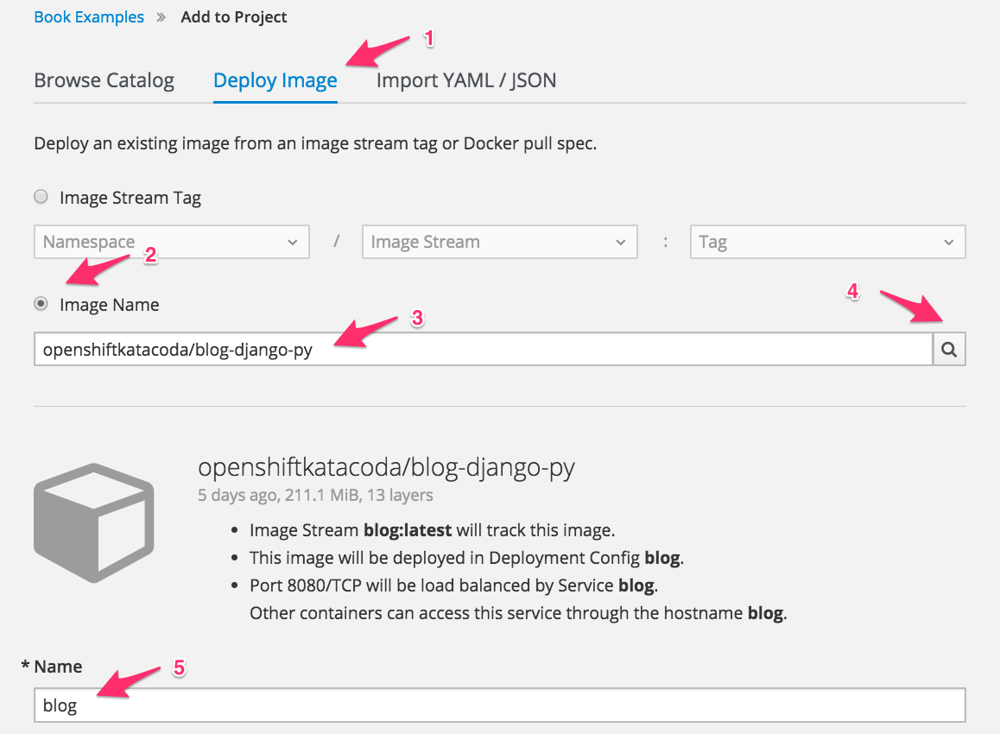 Book Examples » Add to Project
1
Browse Catalog Deploy Image Import YAML / JSON
Deploy an existing image from an image stream tag or Docker pull spec.
Image Stream Tag
Namespace / Image Stream : Tag
2
Image Name
4
3
openshiftkatacoda/blog-django-py
openshiftkatacoda/blog-django-py
5 days ago, 211.1 MiB, 13 layers
• Image Stream blog:latest will track this image.
• This image will be deployed in Deployment Config blog.
• Port 8080/TCP will be load balanced by Service blog.
Other containers can access this service through the hostname blog.
* Name
5
blog